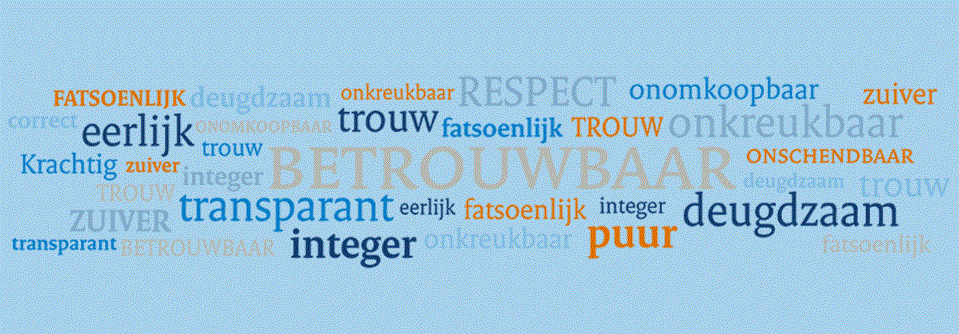 FATSOENLIJK deugdzaam onkreukbaar RESPECT onomkoopbaar zuiver
correct eerlijk ONOMKOOPBAAR trouw fatsoenlijk TROUW onkreukbaar
Krachtig zuiver trouw BETROUWBAAR ONSCHENDBAAR
TROUW integer deugdzaam trouw
ZUIVER transparant eerlijk fatsoenlijk integer deugdzaam
transparant BETROUWBAAR integer onkreukbaar puur fatsoenlijk